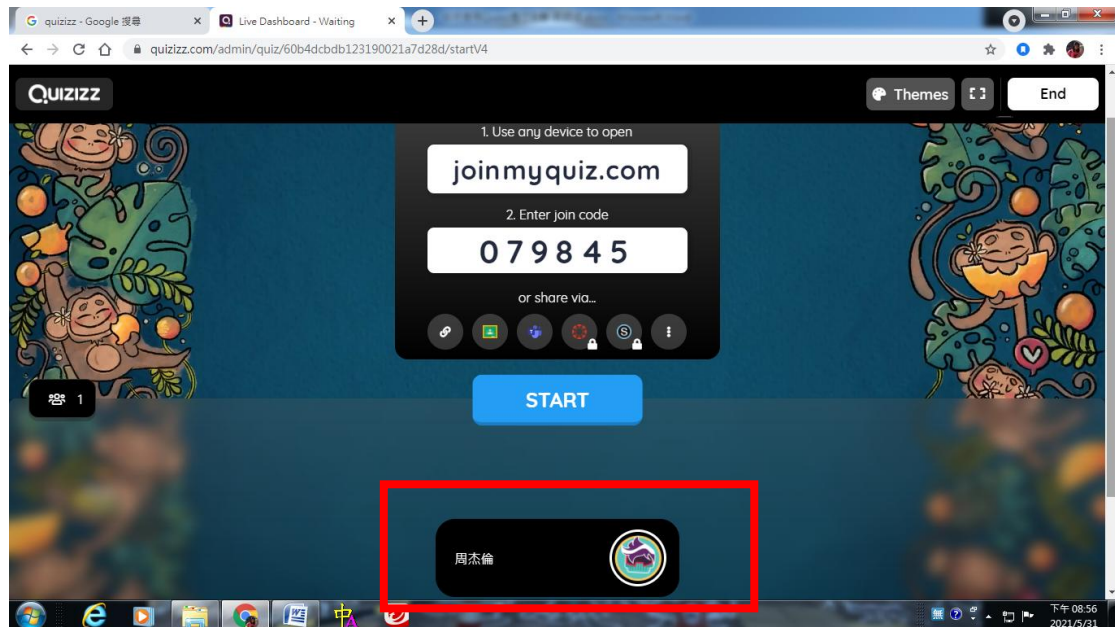 quizizz - Google 搜尋
Live Dashboard - Waiting
quizizz.com/admin/quiz/60b4dcbdb123190021a7d28d/startV4
QUIZIZZ
Themes
End
1. Use any device to open
joinmyquiz.com
2. Enter join code
079845
or share via...
START
1
周杰倫
中
無
下午 08:56
2021/5/31